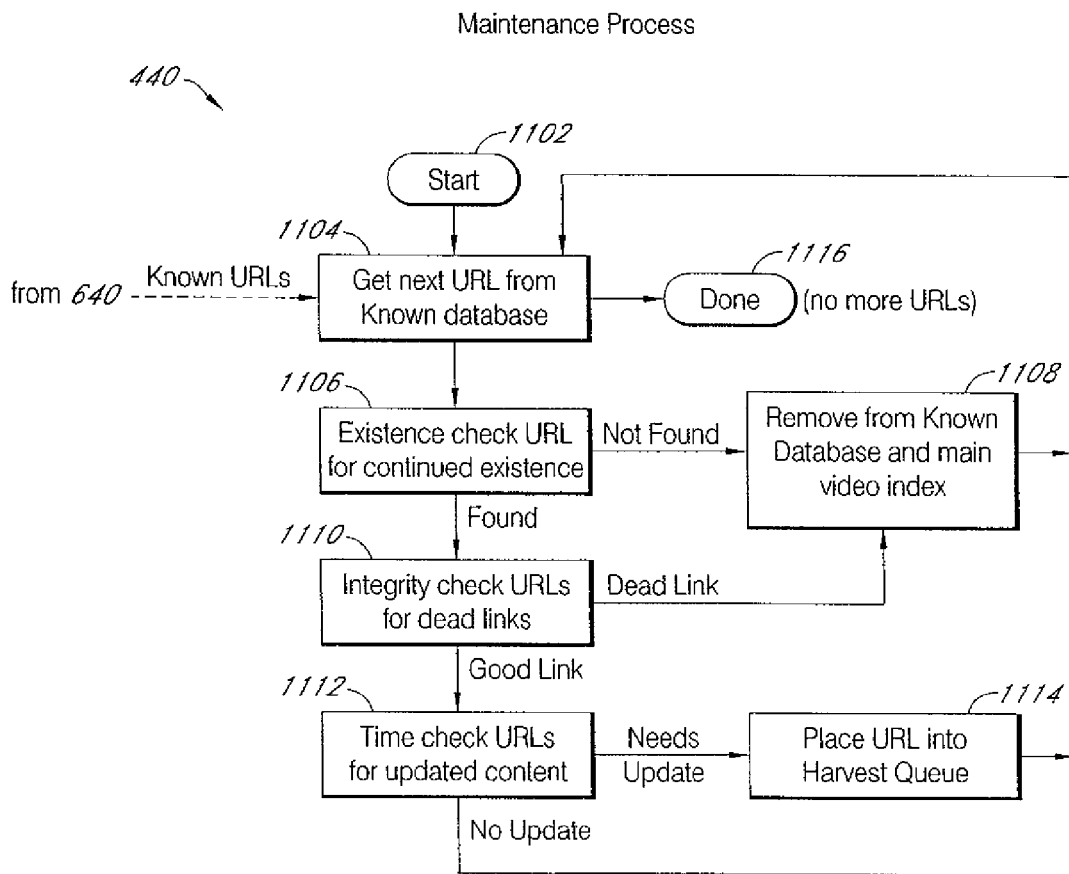 Maintenance Process
440
1102
Start
1104
1116
from 640
Known URLs
Get next URL from
Known database
Done
(no more URLs)
1106
1108
Existence check URL
for continued existence
Not Found
Remove from Known
Database and main
video index
Found
1110
Integrity check URLs
for dead links
Dead Link
Good Link
1112
1114
Time check URLs
for updated content
Needs
Update
Place URL into
Harvest Queue
No Update